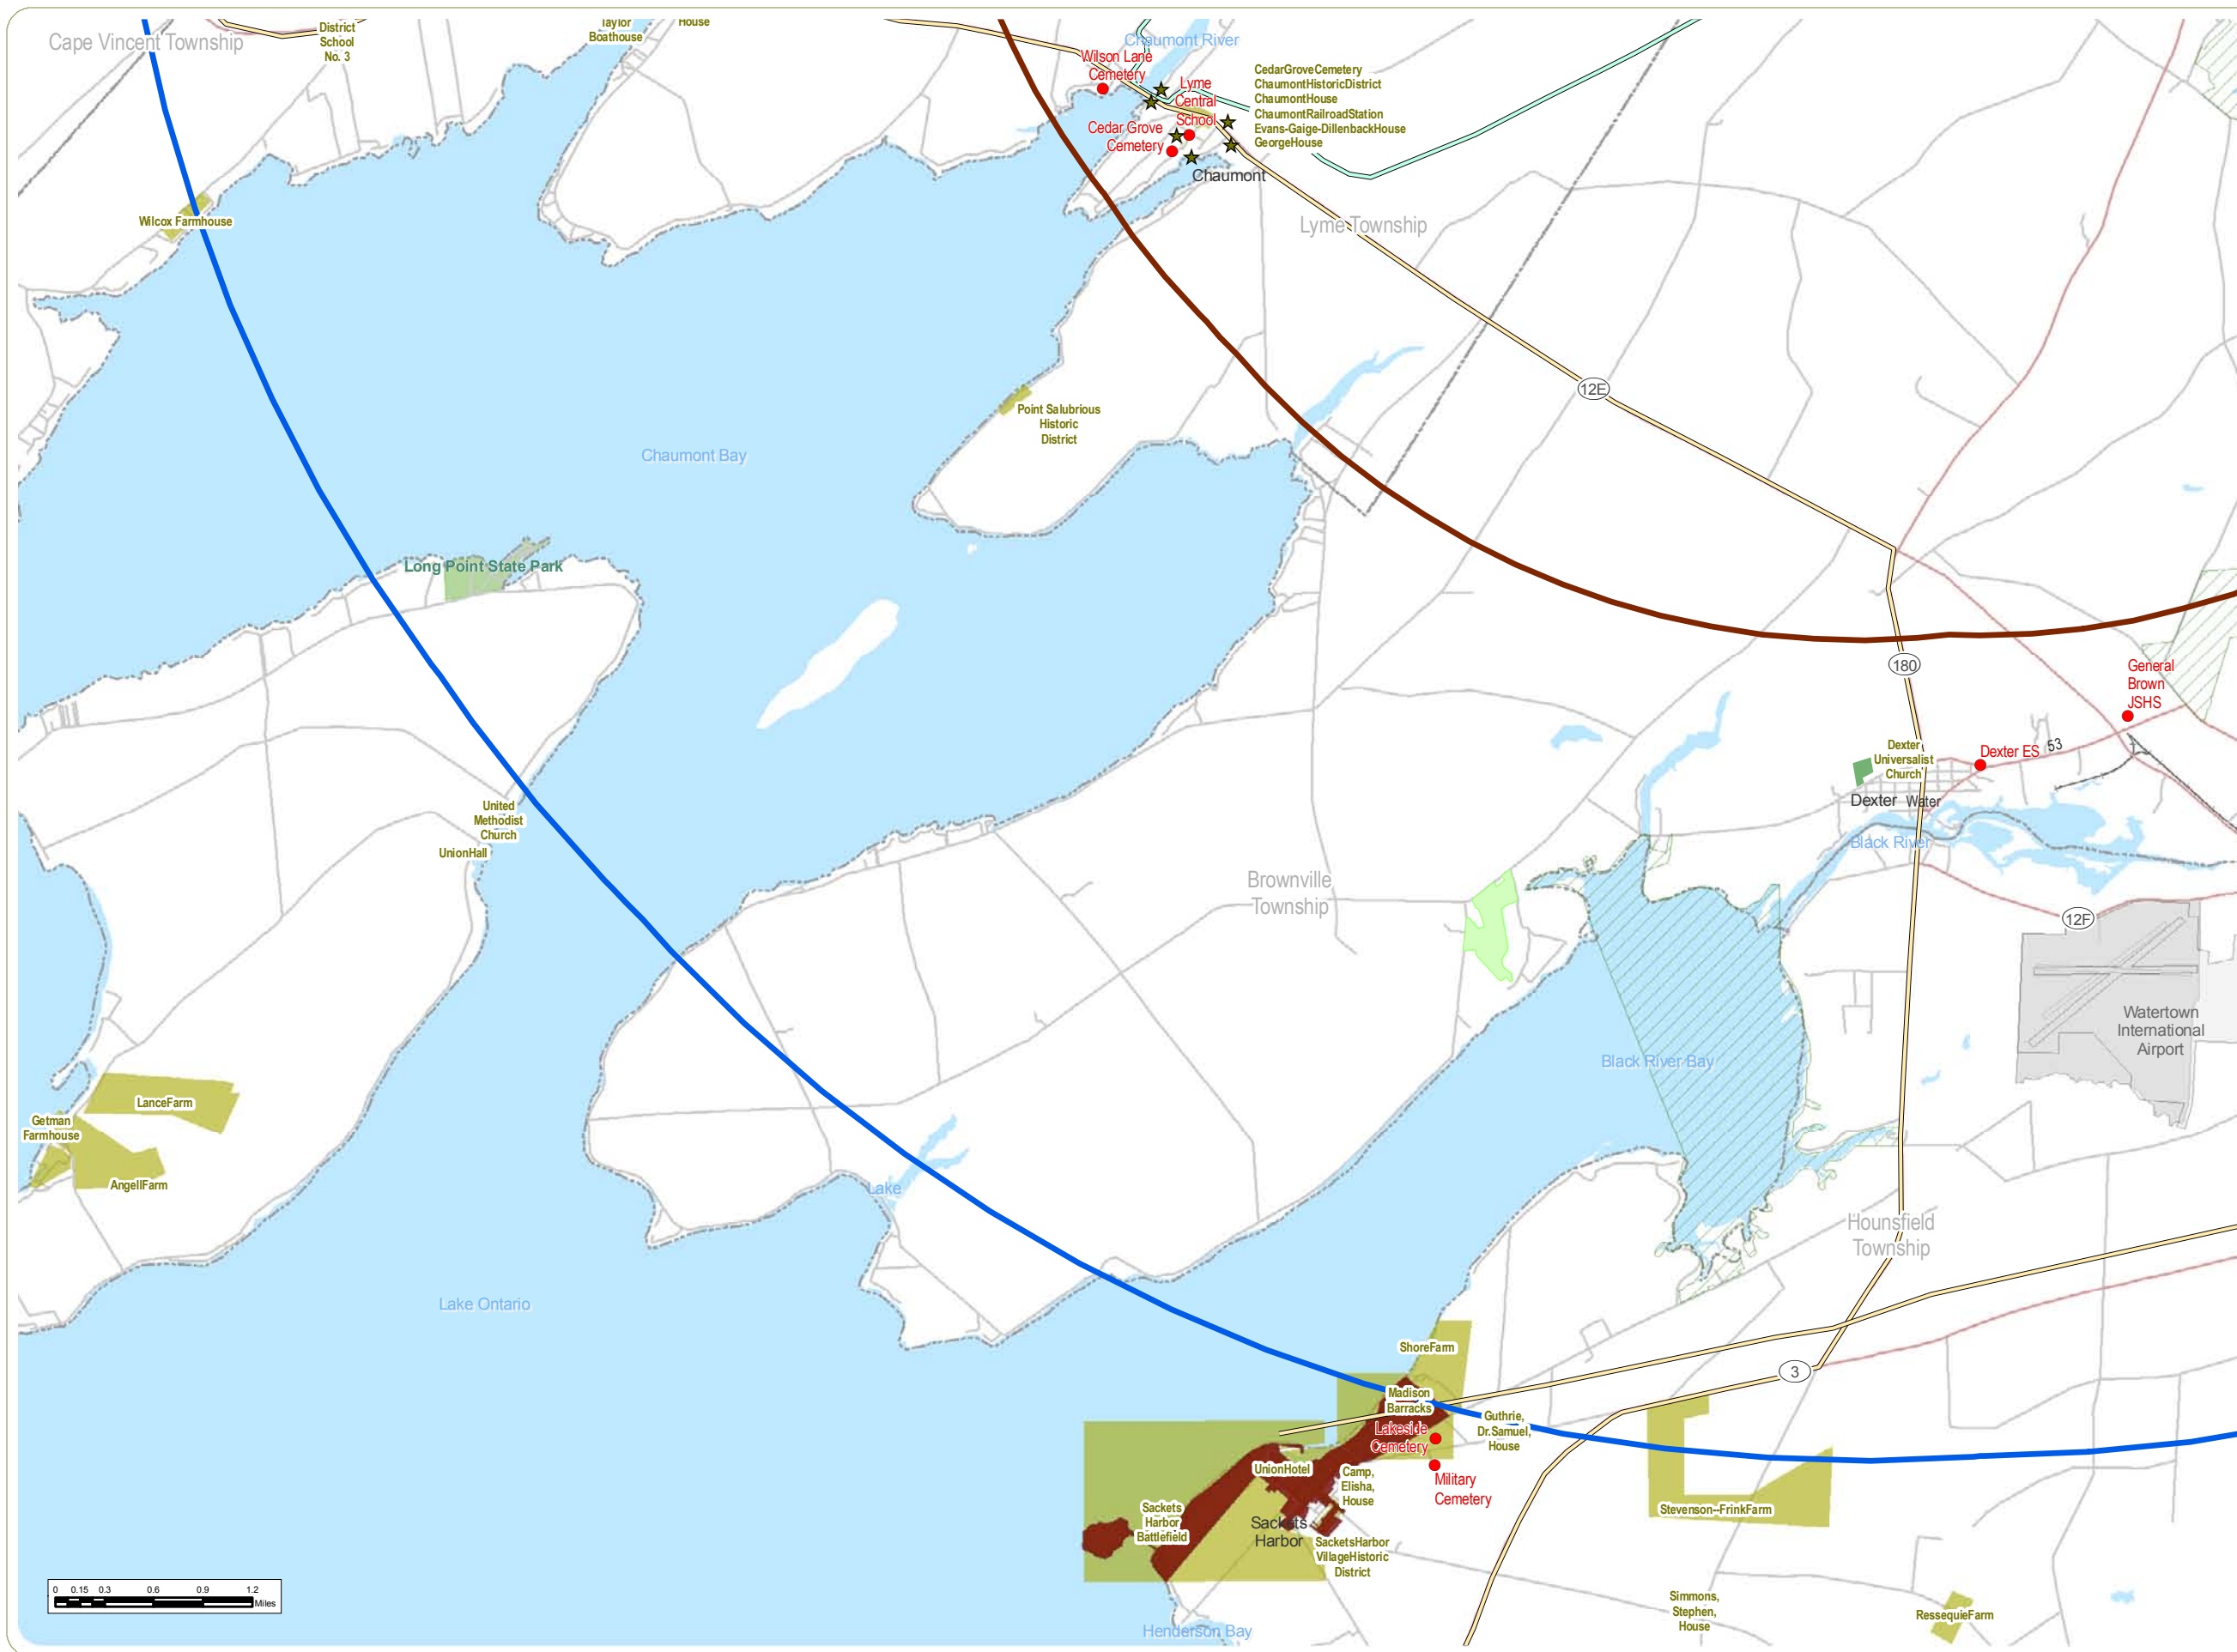 Cape Vincent Township
District
School
No. 3
Taylor
Boathouse
House
Chaumont River
Wilson Lane
Cemetery
Lyme
Central
School
Cedar Grove
Cemetery
CedarGroveCemetery
ChaumontHistoricDistrict
ChaumontHouse
ChaumontRailroadStation
Evans-Gaige-DillenbackHouse
GeorgeHouse
Chaumont
Wilcox Farmhouse
Lyme Township
12E
Point Salubrious
Historic
District
Chaumont Bay
Long Point State Park
180
General
Brown
JSHS
Dexter ES
53
Dexter
Universalist
Church
Dexter
Water
Black River
United
Methodist
Church
UnionHall
Brownville
Township
12F
Watertown
International
Airport
Black River Bay
LanceFarm
Getman
Farmhouse
AngellFarm
Lake
Hounsfield
Township
Lake Ontario
ShoreFarm
3
Madison
Barracks
Lakeside
Cemetery
Guthrie,
Dr.Samuel,
House
UnionHotel
Camp,
Elisha,
House
Military
Cemetery
Sackets
Harbor
Battlefield
Sackets
Harbor
SacketsHarbor
VillageHistoric
District
Stevenson--FrinkFarm
Simmons,
Stephen,
House
RessequieFarm
0 0.15 0.3 0.6 0.9 1.2
Miles
Henderson Bay